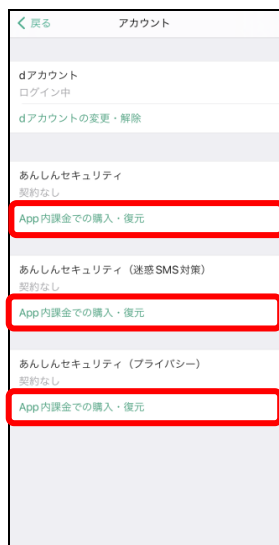 戻る
アカウント
dアカウント
ログイン中
dアカウントの変更・解除
あんしんセキュリティ
契約なし
App内課金での購入・復元
あんしんセキュリティ（迷惑SMS対策）
契約なし
App内課金での購入・復元
あんしんセキュリティ（プライバシー）
契約なし
App内課金での購入・復元